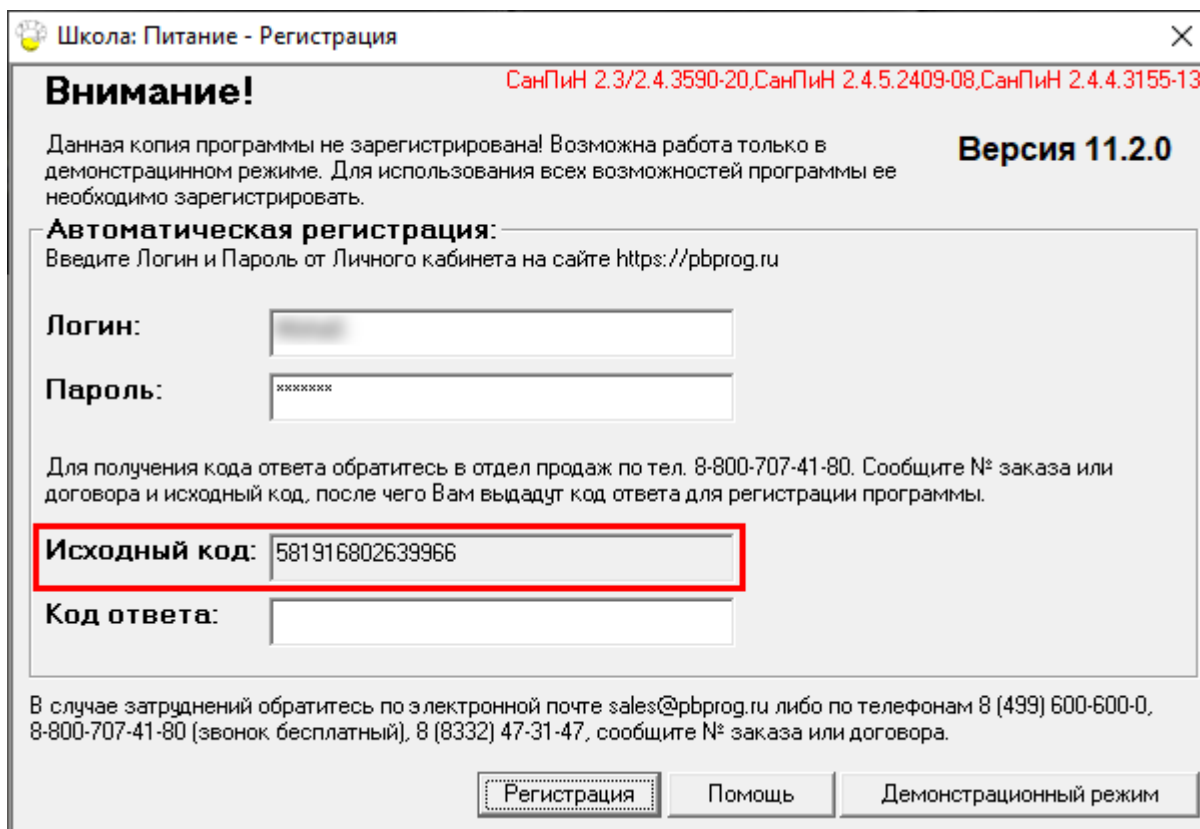 Школа: Питание - Регистрация
Внимание!
СанПиН 2.3/2.4.3590-20,СанПиН 2.4.5.2409-08,СанПиН 2.4.4.3155-13
Данная копия программы не зарегистрирована! Возможна работа только в
демонстрацинном режиме. Для использования всех возможностей программы ее
необходимо зарегистрировать.
Версия 11.2.0
Автоматическая регистрация:
Введите Логин и Пароль от Личного кабинета на сайте https://pbprog.ru
Логин:
Пароль: *******
Для получения кода ответа обратитесь в отдел продаж по тел. 8-800-707-41-80. Сообщите № заказа или
договора и исходный код, после чего Вам выдадут код ответа для регистрации программы.
Исходный код: 581916802639966
Код ответа:
В случае затруднений обратитесь по электронной почте sales@pbprog.ru либо по телефонам 8 (499) 600-600-0,
8-800-707-41-80 (звонок бесплатный), 8 (8332) 47-31-47, сообщите № заказа или договора.
Регистрация Помощь Демонстрационный режим